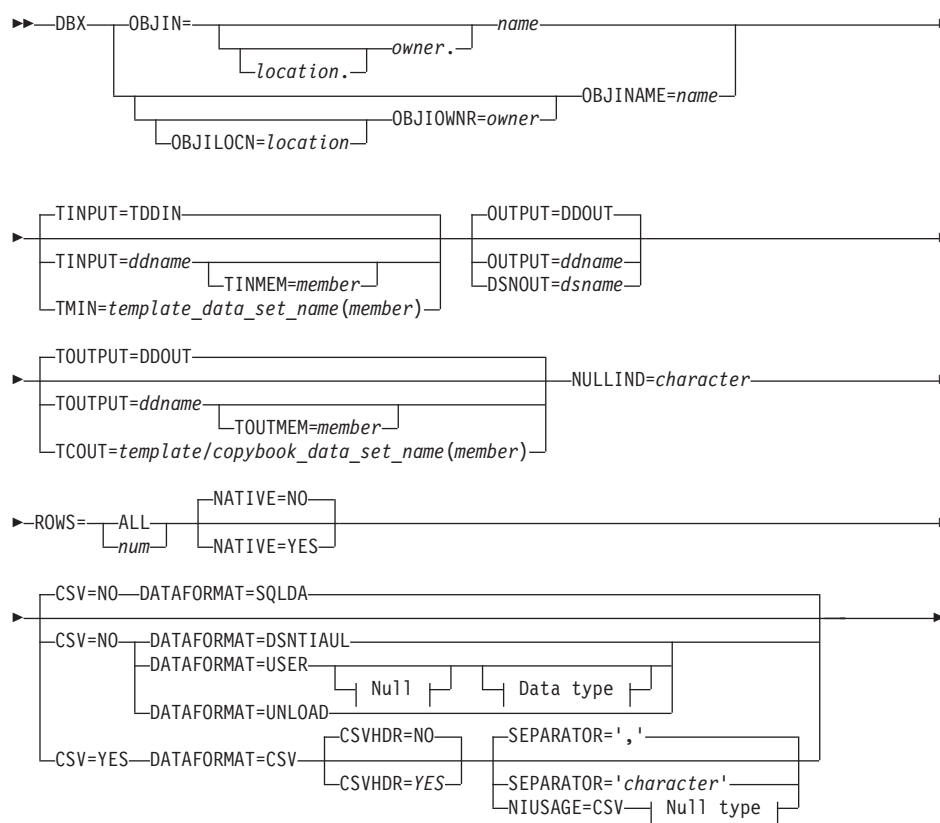 DBX OBJIN= location. owner. name
OBJILOCN=location OBJIOWNR=owner OBJINAME=name
TINPUT=TDDIN OUTPUT=DDOUT
TINPUT=ddname TINMEM=member OUTPUT=ddname
TMIN=template_data_set_name(member) DSNOUT=dsname
TOUTPUT=DDOUT NULLIND=character
TOUTPUT=ddname TOUTMEM=member
TCOUT=template/copybook_data_set_name(member)
ROWS= ALL NATIVE=NO
num NATIVE=YES
CSV=NO DATAFORMAT=SQLDA
CSV=NO DATAFORMAT=DSNTIAUL
DATAFORMAT=USER Null Data type
DATAFORMAT=UNLOAD
CSV=YES DATAFORMAT=CSV CSVHDR=NO SEPARATOR=','
CSVHDR=YES SEPARATOR='character'
NIUSAGE=CSV Null type